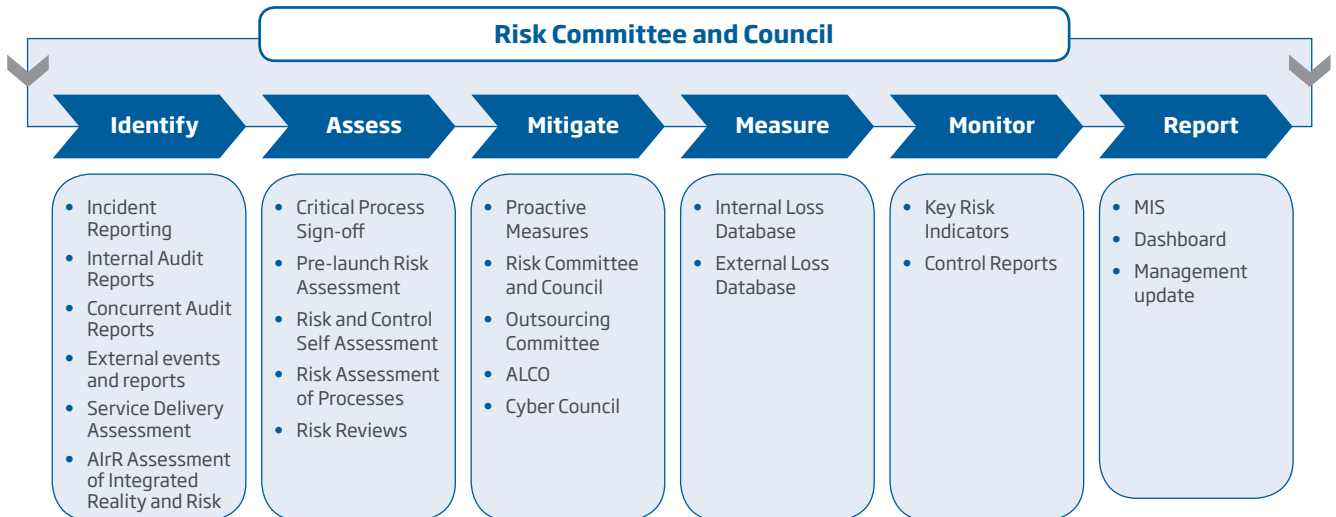 Risk Committee and Council
Identify
Assess
Mitigate
Measure
Monitor
Report
• Incident
Reporting
• Internal Audit
Reports
• Concurrent Audit
Reports
• External events
and reports
• Service Delivery
Assessment
• AIrR Assessment
of Integrated
Reality and Risk
• Critical Process
Sign-off
• Pre-launch Risk
Assessment
• Risk and Control
Self Assessment
• Risk Assessment
of Processes
• Risk Reviews
• Proactive
Measures
• Risk Committee
and Council
• Outsourcing
Committee
• ALCO
• Cyber Council
• Internal Loss
Database
• External Loss
Database
• Key Risk
Indicators
• Control Reports
• MIS
• Dashboard
• Management
update